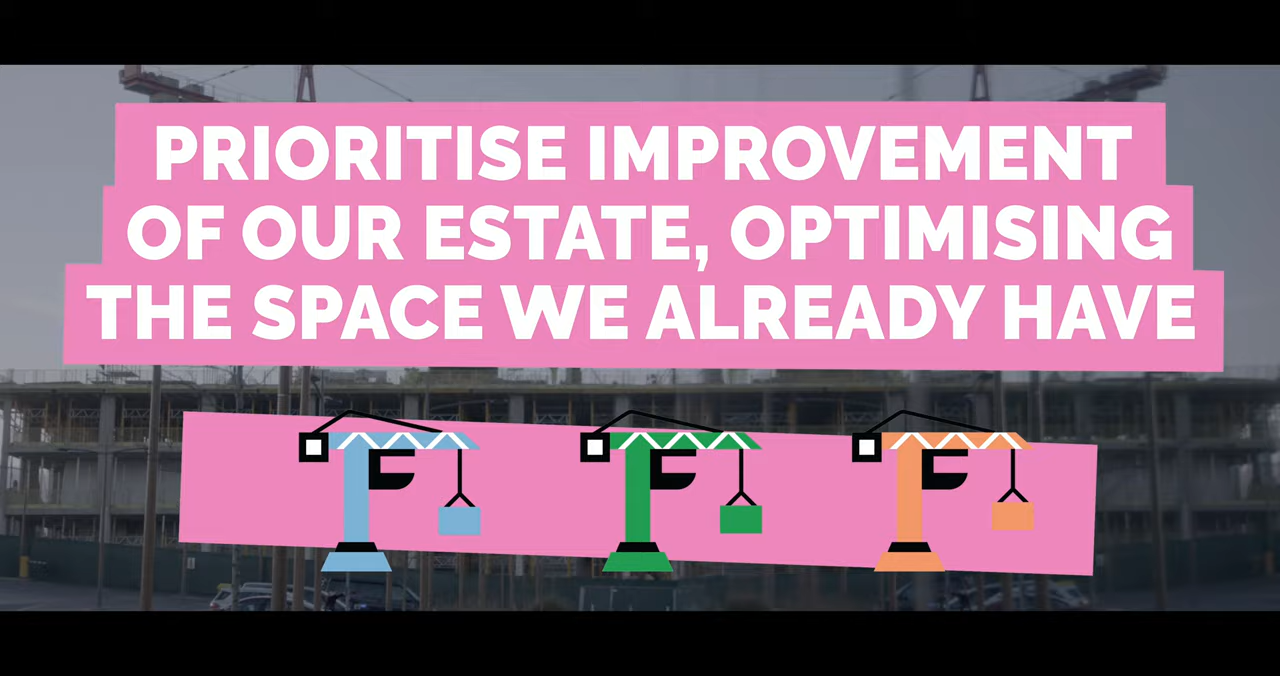 PRIORITISE IMPROVEMENT
OF OUR ESTATE, OPTIMISING
THE SPACE WE ALREADY HAVE